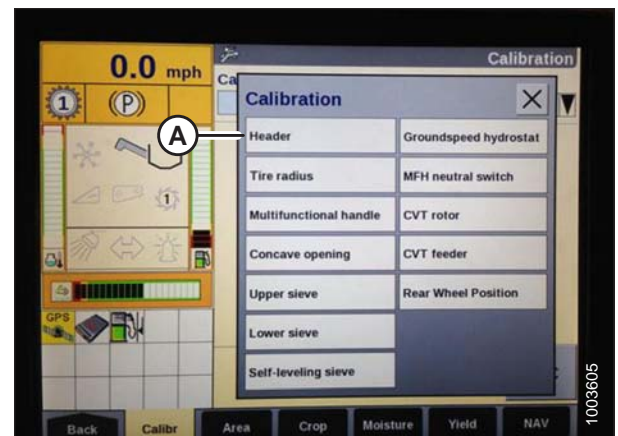 0.0 mph
Calibration
Ca
1
(P)
A
Calibration
X
Header
Groundspeed hydrostat
Tire radius
MFH neutral switch
1
Multifunctional handle
CVT rotor
Concave opening
CVT feeder
Upper sieve
Rear Wheel Position
GPS
Lower sieve
Self-leveling sieve
Back
Calibr
Area
Crop
Moisture
Yield
NAV
1003605